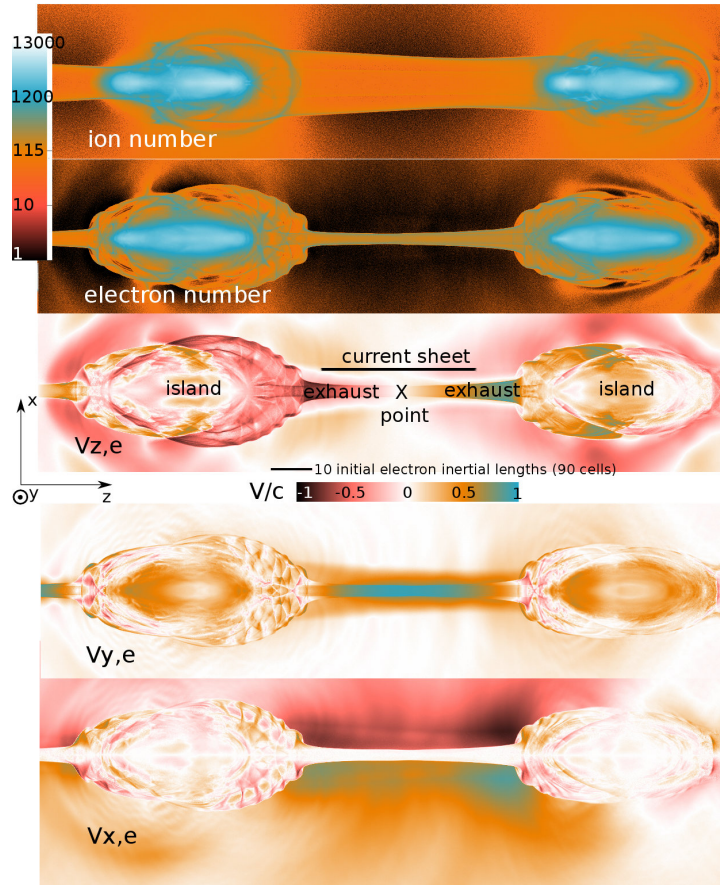 13000
1200
115
10
1
ion number
electron number
current sheet
island
exhaust
X
exhaust
island
point
Vz,e
x
y
z
10 initial electron inertial lengths (90 cells)
V/c
-1
-0.5
0
0.5
1
Vy,e
Vx,e